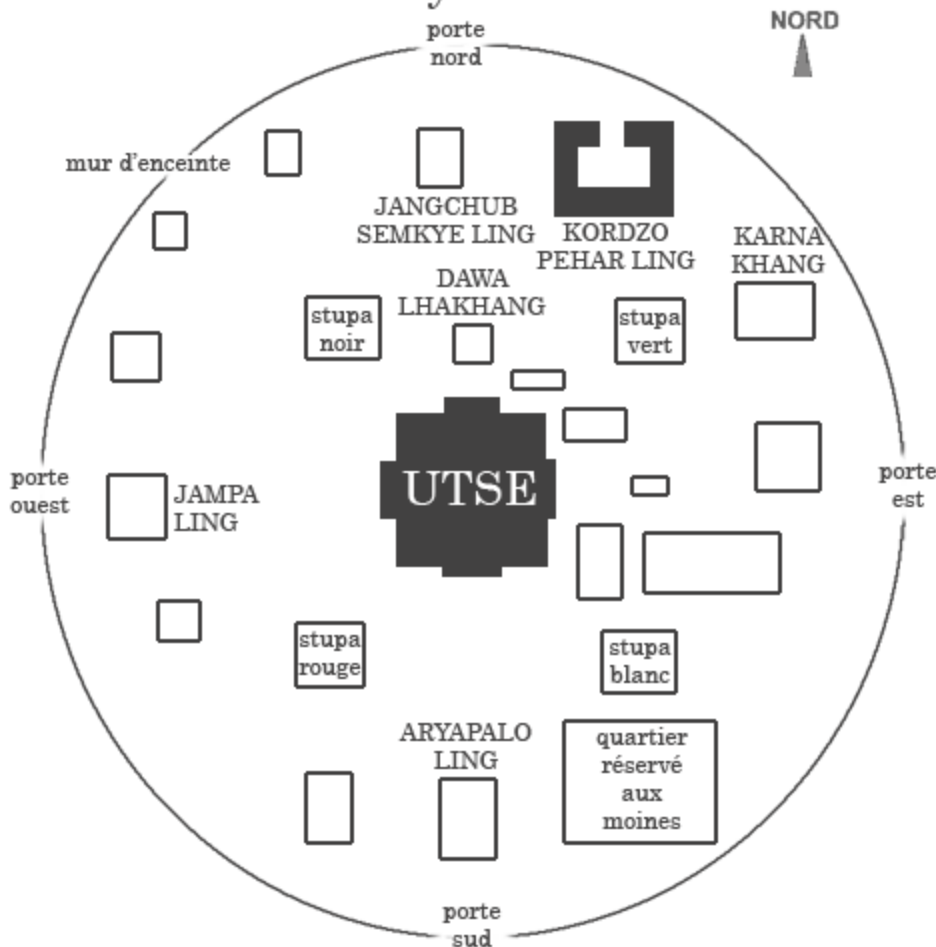 NORD
porte
nord
mur d'enceinte
JANGCHUB
SEMKYE LING
KORDZO
PEHAR LING
KARNA
KHANG
DAWA
LHAKHANG
stupa
noir
stupa
vert
UTSE
porte
ouest
JAMPA
LING
porte
est
stupa
rouge
stupa
blanc
ARYAPALO
LING
quartier
réservé
aux
moines
porte
sud